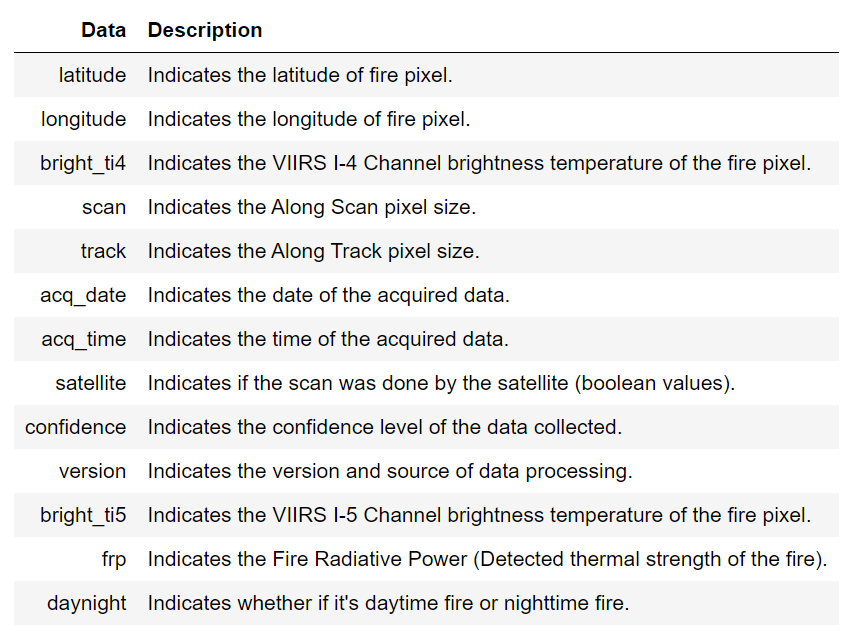 Data Description
latitude Indicates the latitude of fire pixel.
longitude Indicates the longitude of fire pixel.
bright_ti4 Indicates the VIIRS I-4 Channel brightness temperature of the fire pixel.
scan Indicates the Along Scan pixel size.
track Indicates the Along Track pixel size.
acq_date Indicates the date of the acquired data.
acq_time Indicates the time of the acquired data.
satellite Indicates if the scan was done by the satellite (boolean values).
confidence Indicates the confidence level of the data collected.
version Indicates the version and source of data processing.
bright_ti5 Indicates the VIIRS I-5 Channel brightness temperature of the fire pixel.
frp Indicates the Fire Radiative Power (Detected thermal strength of the fire).
daynight Indicates whether if it's daytime fire or nighttime fire.